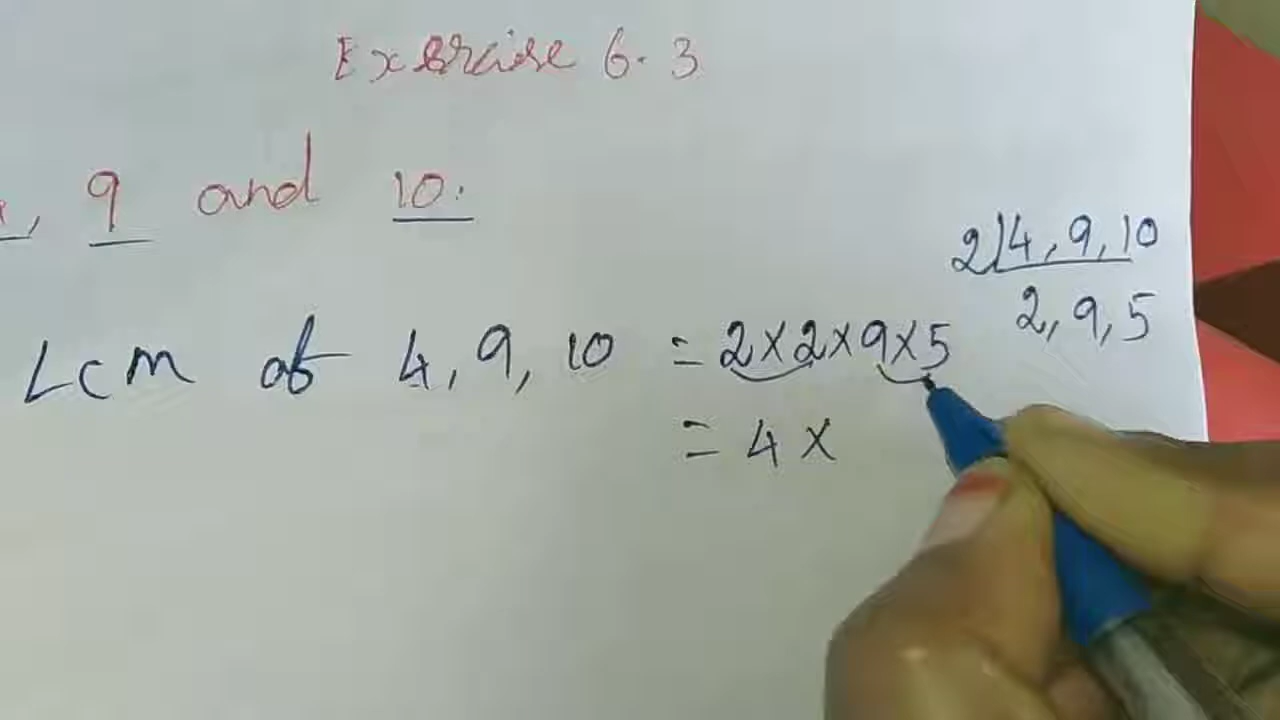 Exercise 6.3
, 9 and 10.
LCM of 4, 9, 10 = 2×2×9×5
= 4×
2)4, 9, 10
2, 9, 5